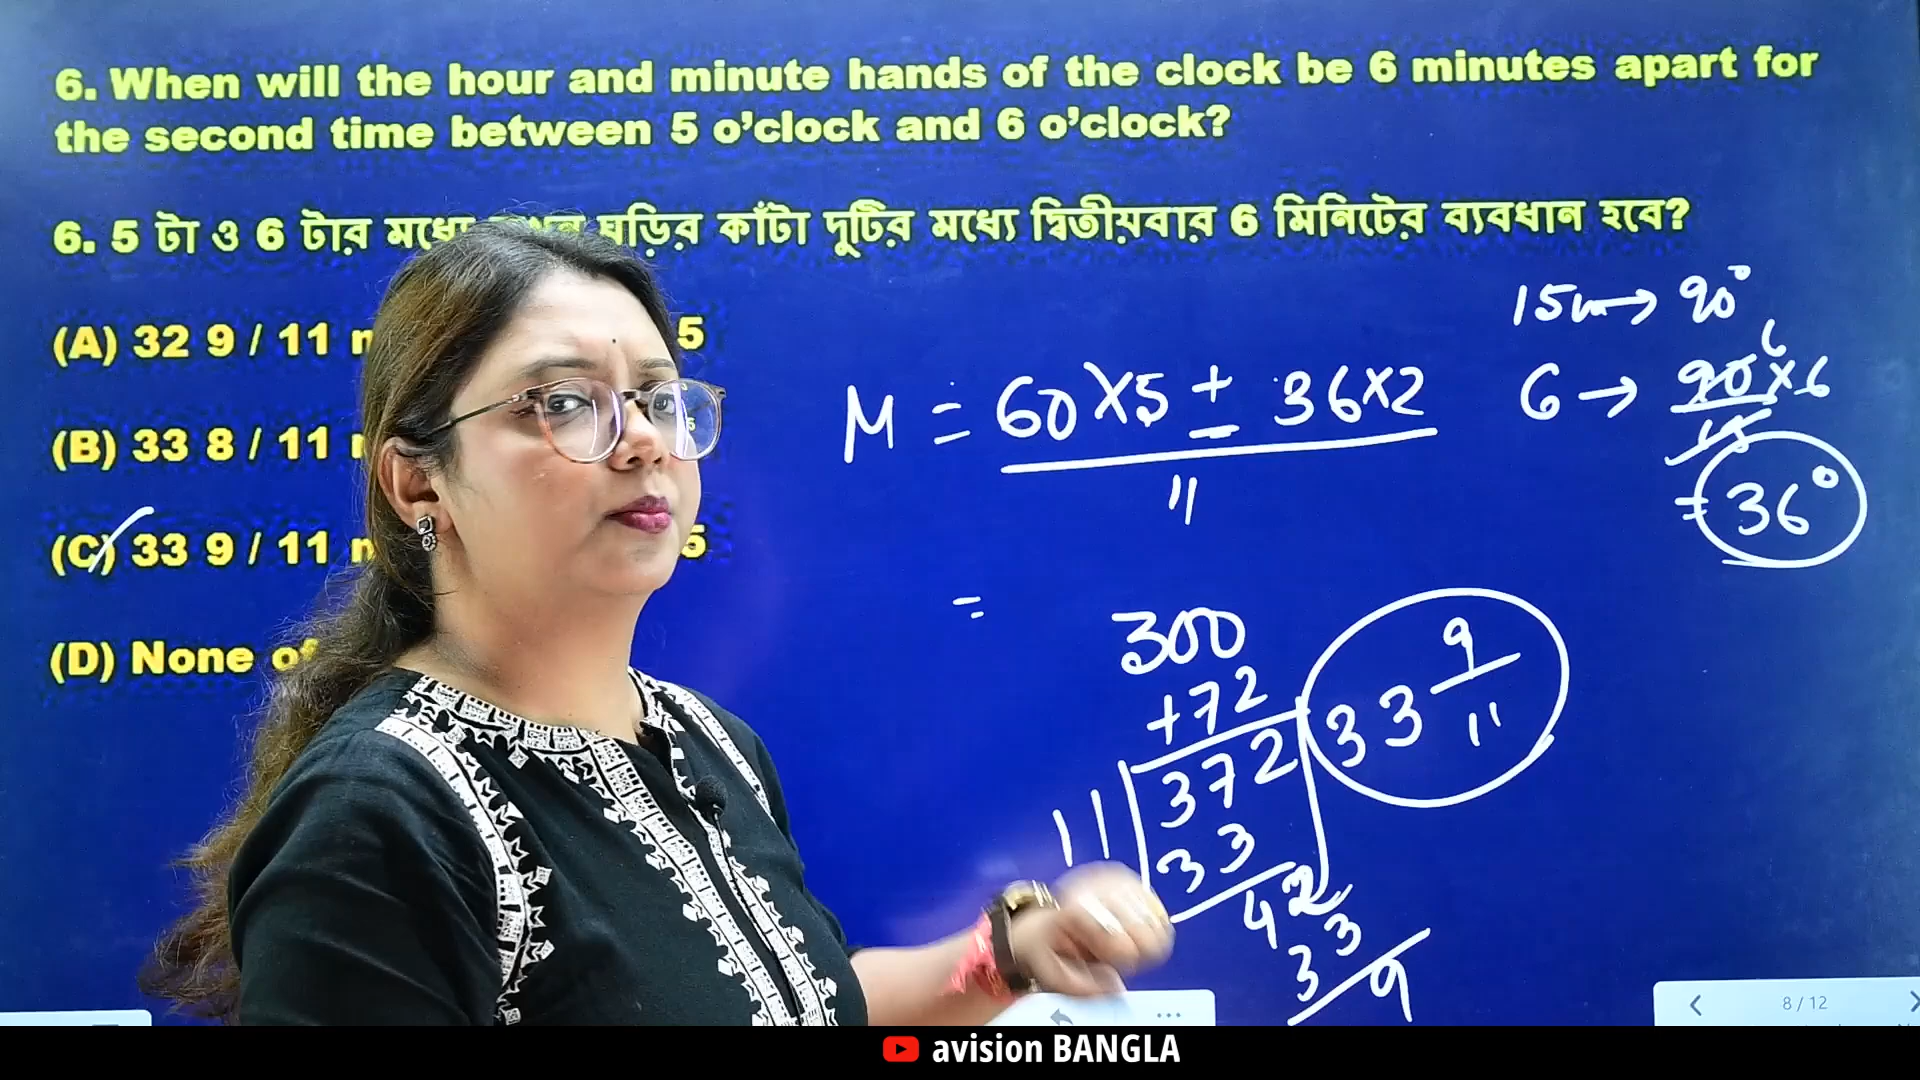 6. When will the hour and minute hands of the clock be 6 minutes apart for
the second time between 5 o'clock and 6 o'clock?
6. 5 টা ও 6 টার মধ্যে ঘড়ির কাঁটা দুটির মধ্যে দ্বিতীয়বার 6 মিনিটের ব্যবধান হবে?
(A) 32 9 / 11 5
(B) 33 8 / 11
(C) 33 9 / 11 5
(D) None of
15m → 90°
6 → 90 × 6 6
15
= 36°
M = 60 × 5 ± 36 × 2
11
=
300
+72
11 372 33 9/11
33
42
33
9
8 / 12
avision BANGLA